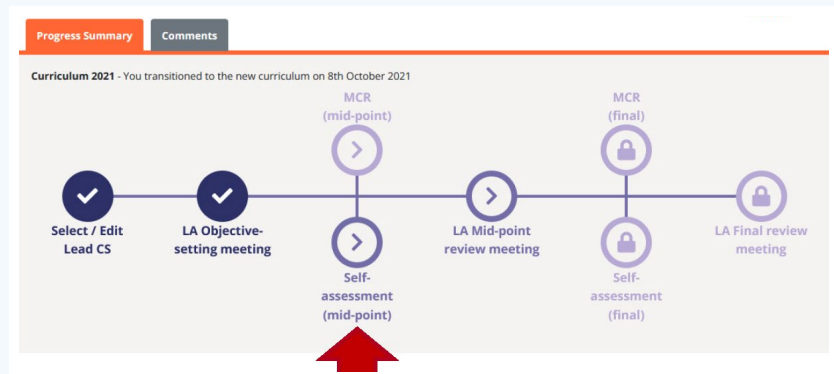 Progress Summary
Comments
Curriculum 2021 - You transitioned to the new curriculum on 8th October 2021
MCR
(mid-point)
MCR
(final)
Select / Edit
Lead CS
LA Objective-
setting meeting
LA Mid-point
review meeting
LA Final review
meeting
Self-
assessment
(mid-point)
Self-
assessment
(final)